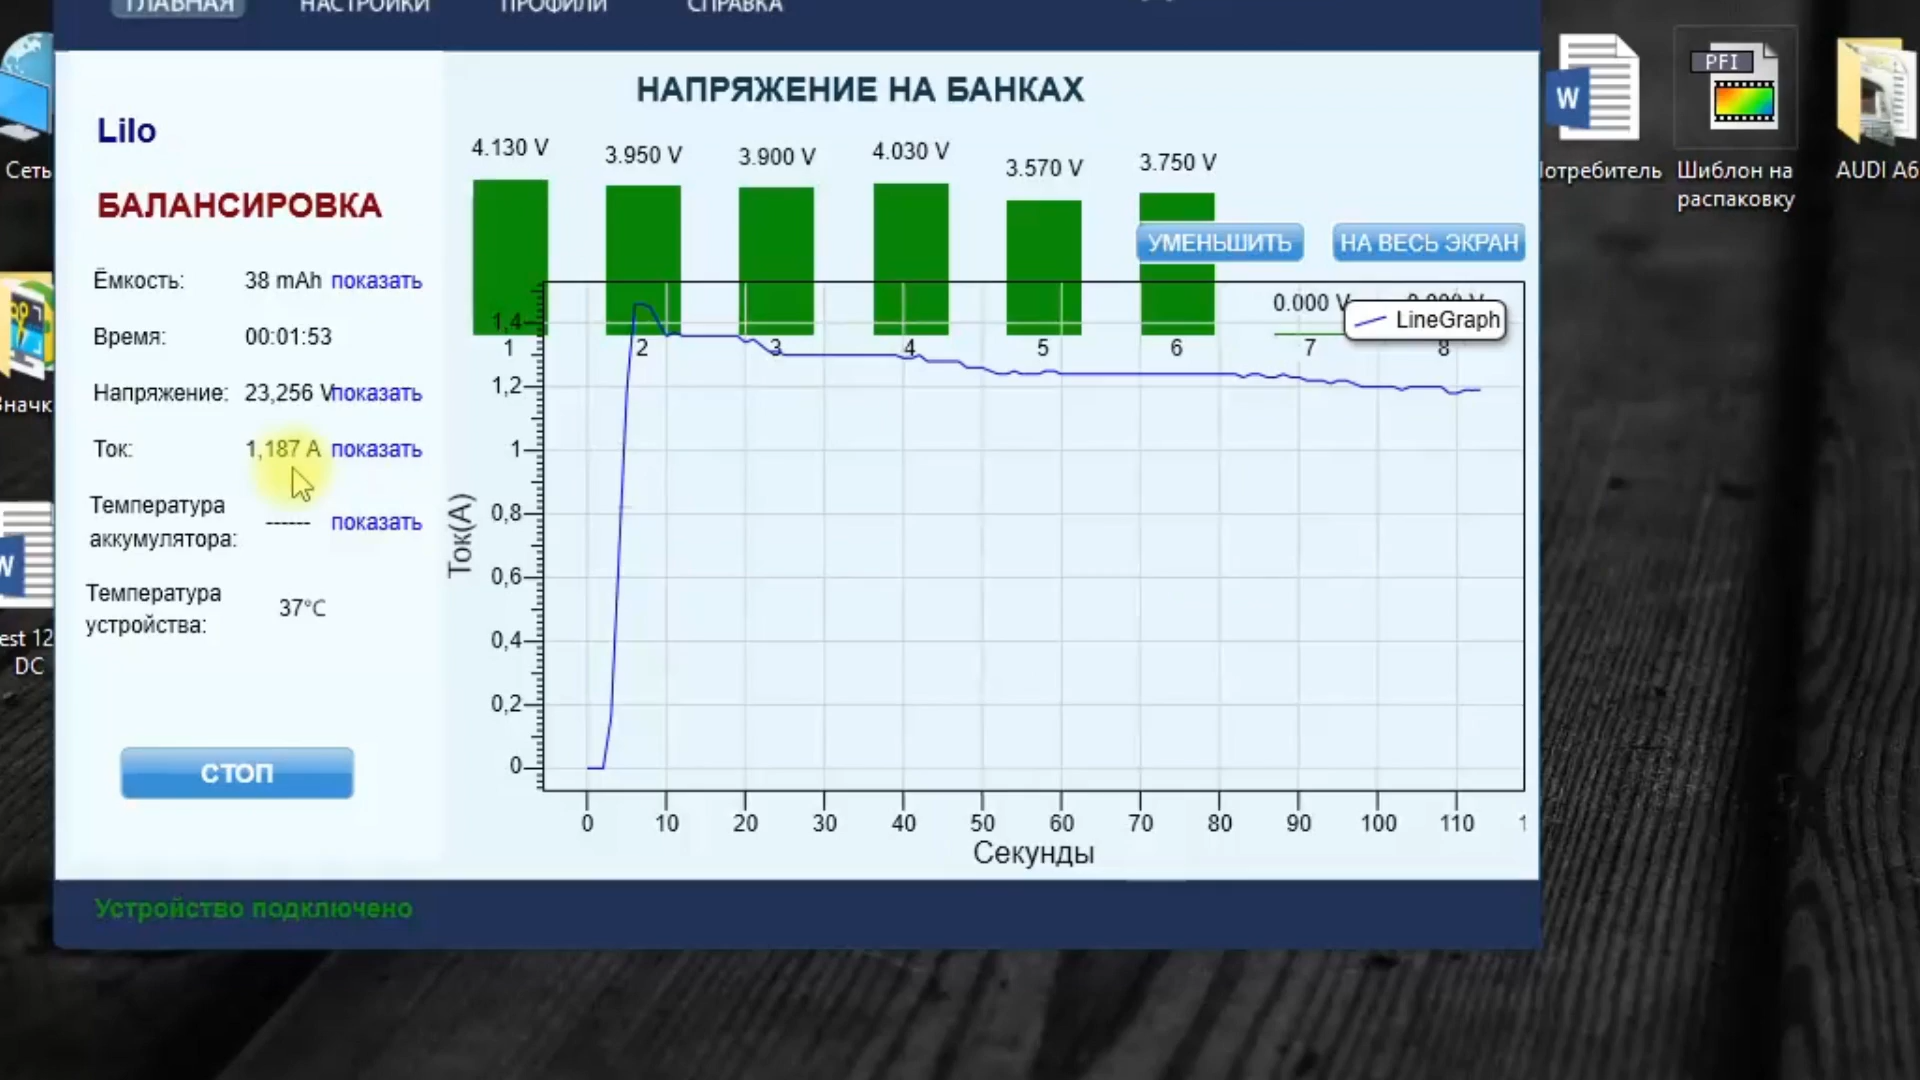 ГЛАВНАЯ
НАСТРОЙКИ
ПРОФИЛИ
СПРАВКА
Lilo
БАЛАНСИРОВКА
Ёмкость: 38 mAh показать
Время: 00:01:53
Напряжение: 23,256 V показать
Ток: 1,187 A показать
Температура
аккумулятора: ------ показать
Температура
устройства: 37°C
СТОП
Устройство подключено
НАПРЯЖЕНИЕ НА БАНКАХ
4.130 V 3.950 V 3.900 V 4.030 V 3.570 V 3.750 V
УМЕНЬШИТЬ
НА ВЕСЬ ЭКРАН
0.000 V 0.000 V
LineGraph
1 2 3 4 5 6 7 8
Ток(А)
1,4
1,2
1
0,8
0,6
0,4
0,2
0
0 10 20 30 40 50 60 70 80 90 100 110 1
Секунды
Сеть
Значк
W
est 12
DC
W
отребитель
PFI
Шиблон на
распаковку
AUDI A6